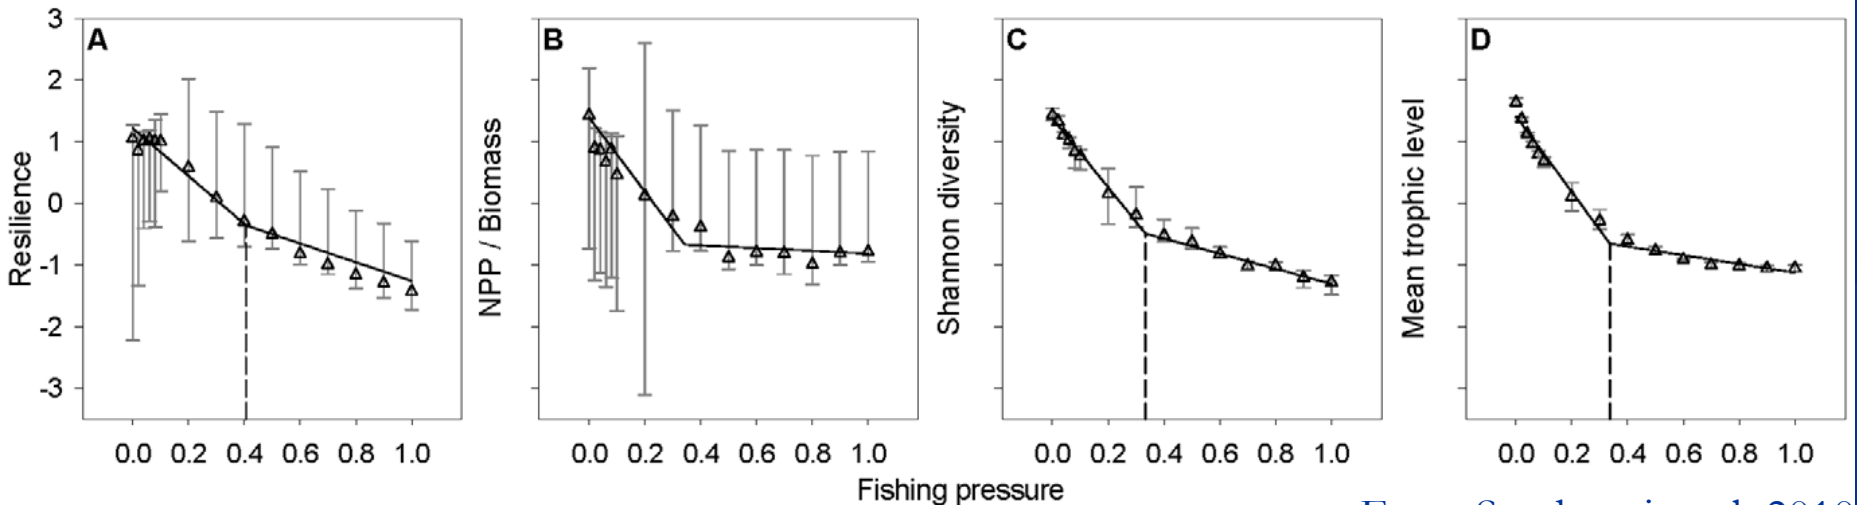 A
B
C
D
Resilience
3
2
1
0
-1
-2
-3
0.0 0.2 0.4 0.6 0.8 1.0
NPP / Biomass
0.0 0.2 0.4 0.6 0.8 1.0
Shannon diversity
0.0 0.2 0.4 0.6 0.8 1.0
Mean trophic level
0.0 0.2 0.4 0.6 0.8 1.0
Fishing pressure